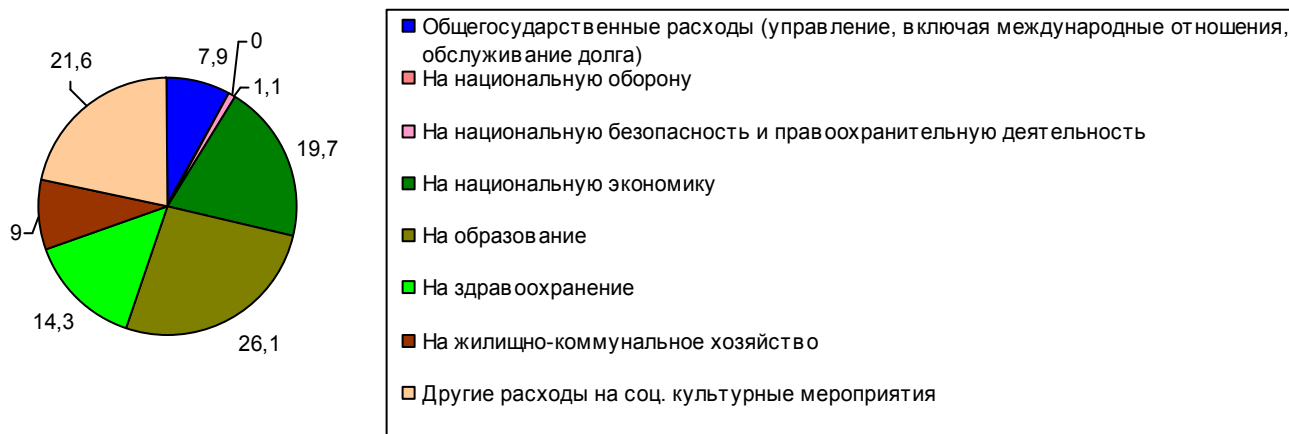 21,6
7,9
0
1,1
19,7
9
14,3
26,1
Общегосударственные расходы (управление, включая международные отношения,
обслуживание долга)
На национальную оборону
На национальную безопасность и правоохранительную деятельность
На национальную экономику
На образование
На здравоохранение
На жилищно-коммунальное хозяйство
Другие расходы на соц. культурные мероприятия